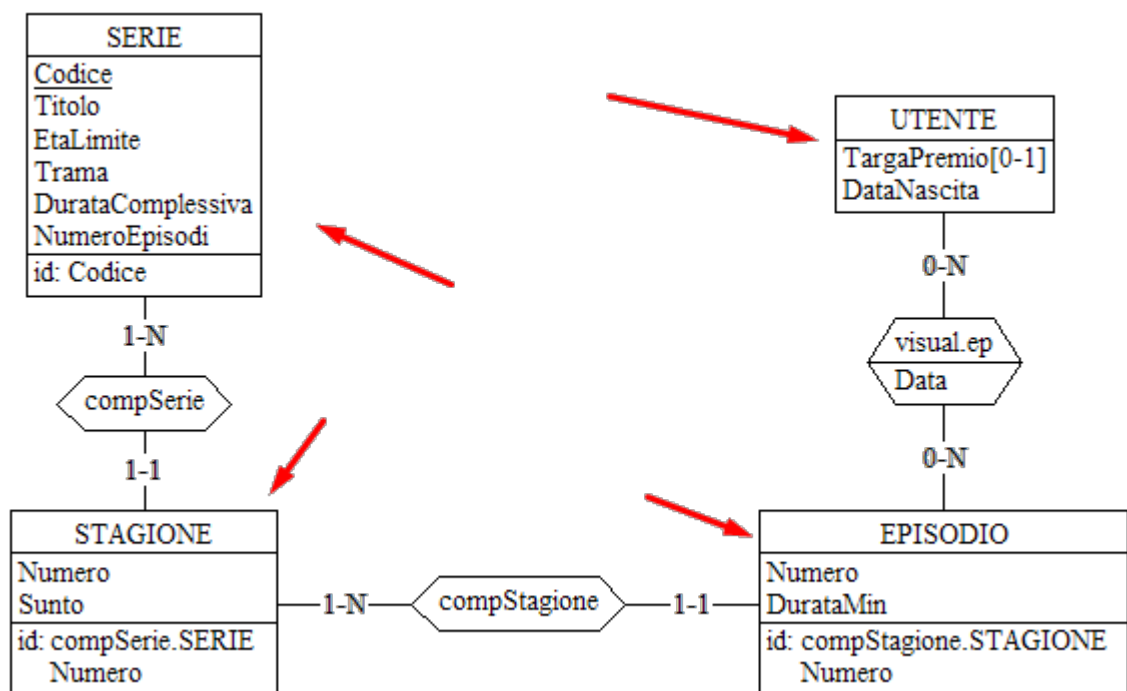 SERIE
Codice
Titolo
EtaLimite
Trama
DurataComplessiva
NumeroEpisodi
id: Codice
1-N
compSerie
1-1
STAGIONE
Numero
Sunto
id: compSerie.SERIE
Numero
1-N
compStagione
1-1
UTENTE
TargaPremio[0-1]
DataNascita
0-N
visual.ep
Data
0-N
EPISODIO
Numero
DurataMin
id: compStagione.STAGIONE
Numero